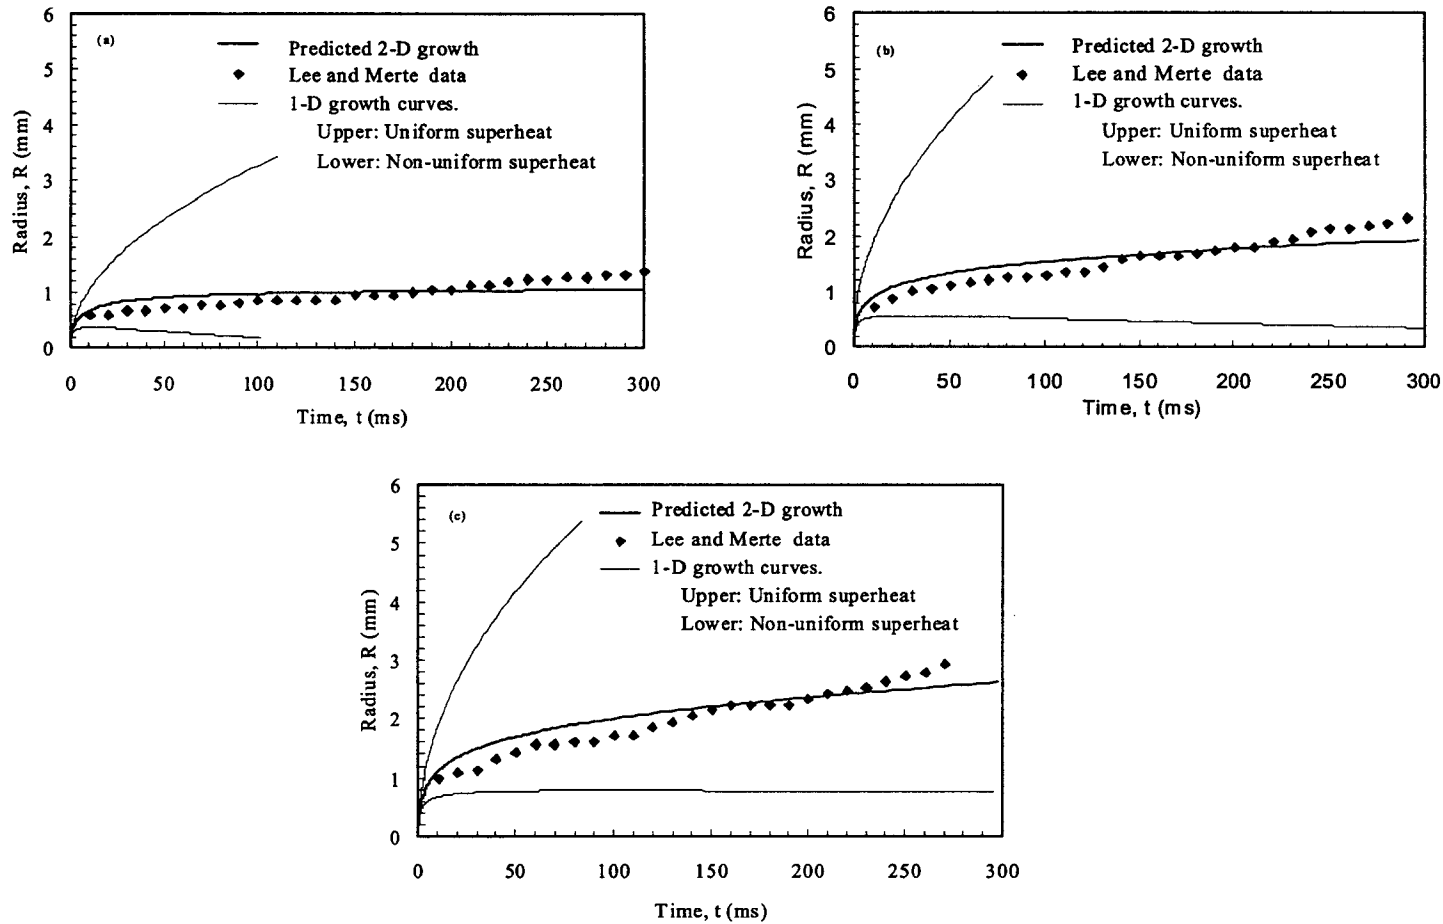 (a)
Predicted 2-D growth
Lee and Merte data
1-D growth curves.
Upper: Uniform superheat
Lower: Non-uniform superheat
Radius, R (mm)
6
5
4
3
2
1
0
0 50 100 150 200 250 300
Time, t (ms)
(b)
Predicted 2-D growth
Lee and Merte data
1-D growth curves.
Upper: Uniform superheat
Lower: Non-uniform superheat
Radius, R (mm)
6
5
4
3
2
1
0
0 50 100 150 200 250 300
Time, t (ms)
(c)
Predicted 2-D growth
Lee and Merte data
1-D growth curves.
Upper: Uniform superheat
Lower: Non-uniform superheat
Radius, R (mm)
6
5
4
3
2
1
0
0 50 100 150 200 250 300
Time, t (ms)